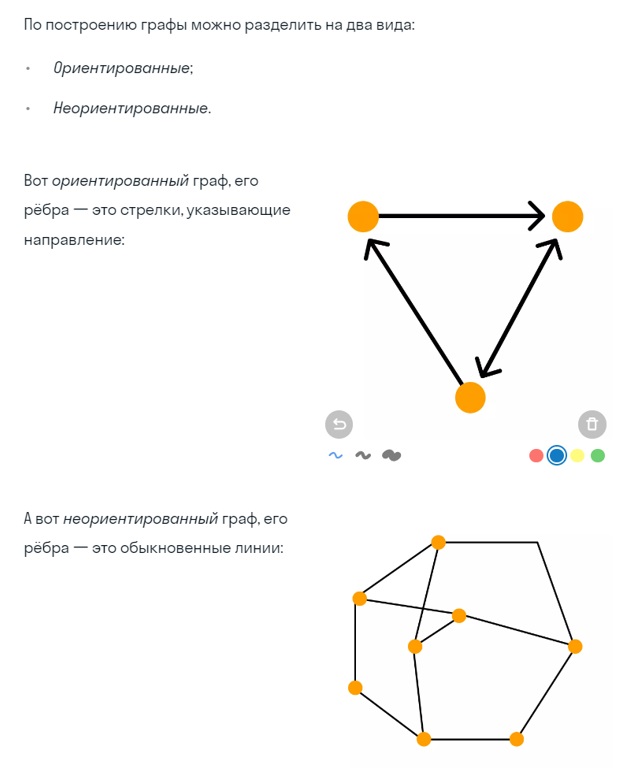 По построению графы можно разделить на два вида:
• Ориентированные;
• Неориентированные.
Вот ориентированный граф, его
рёбра — это стрелки, указывающие
направление:
А вот неориентированный граф, его
рёбра — это обыкновенные линии: